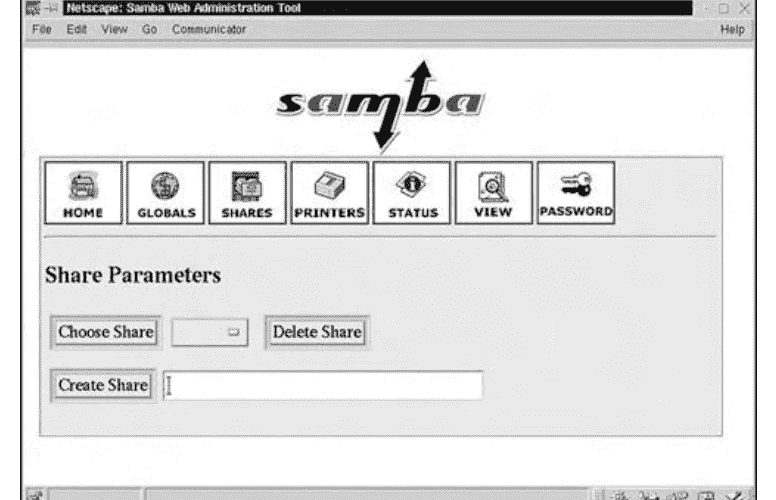 Netscape: Samba Web Administration Tool
File Edit View Go Communicator Help
samba
HOME GLOBALS SHARES PRINTERS STATUS VIEW PASSWORD
Share Parameters
Choose Share Delete Share
Create Share